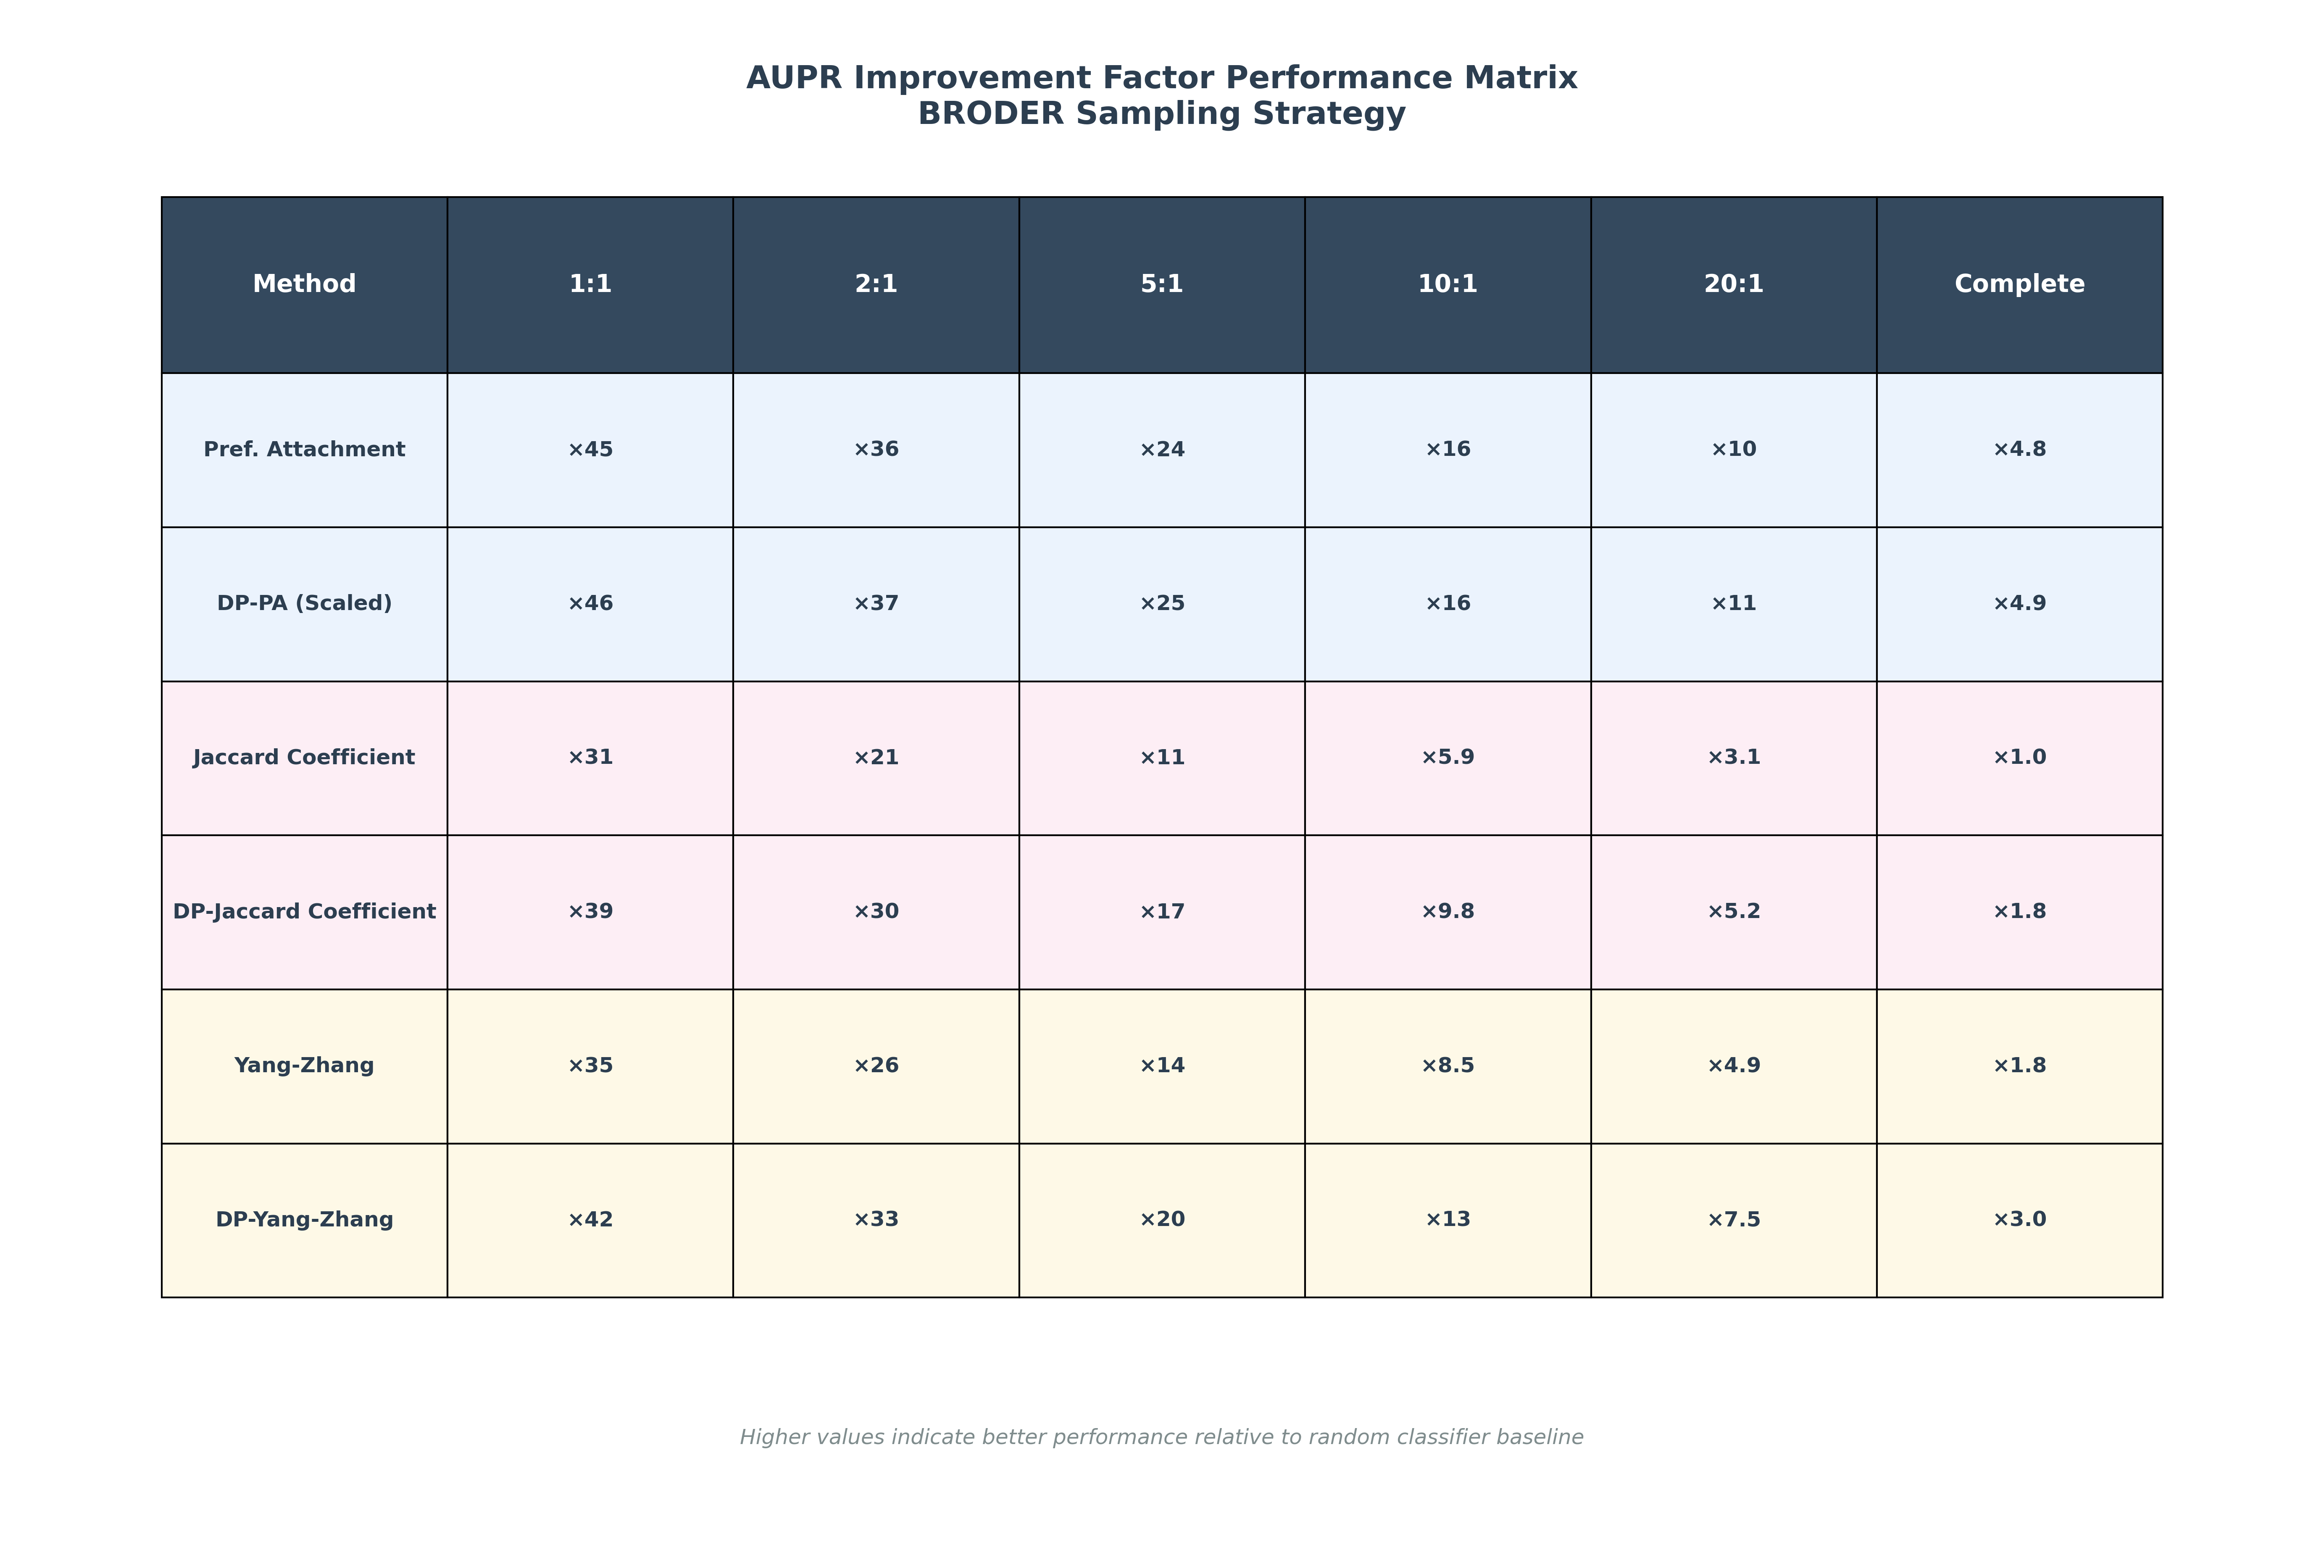 AUPR Improvement Factor Performance Matrix
BRODER Sampling Strategy
Method 1:1 2:1 5:1 10:1 20:1 Complete
Pref. Attachment ×45 ×36 ×24 ×16 ×10 ×4.8
DP-PA (Scaled) ×46 ×37 ×25 ×16 ×11 ×4.9
Jaccard Coefficient ×31 ×21 ×11 ×5.9 ×3.1 ×1.0
DP-Jaccard Coefficient ×39 ×30 ×17 ×9.8 ×5.2 ×1.8
Yang-Zhang ×35 ×26 ×14 ×8.5 ×4.9 ×1.8
DP-Yang-Zhang ×42 ×33 ×20 ×13 ×7.5 ×3.0
Higher values indicate better performance relative to random classifier baseline